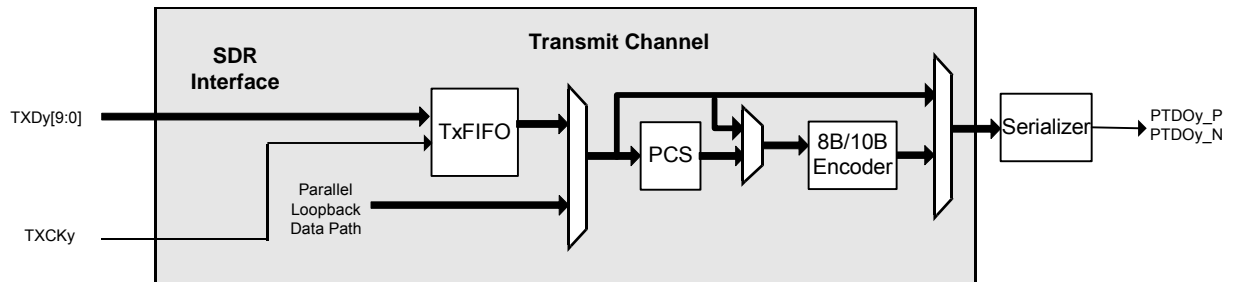 Transmit Channel
SDR
Interface
TXDy[9:0]
TxFIFO
PCS
8B/10B
Encoder
Serializer
PTDOy_P
PTDOy_N
Parallel
Loopback
Data Path
TXCKy